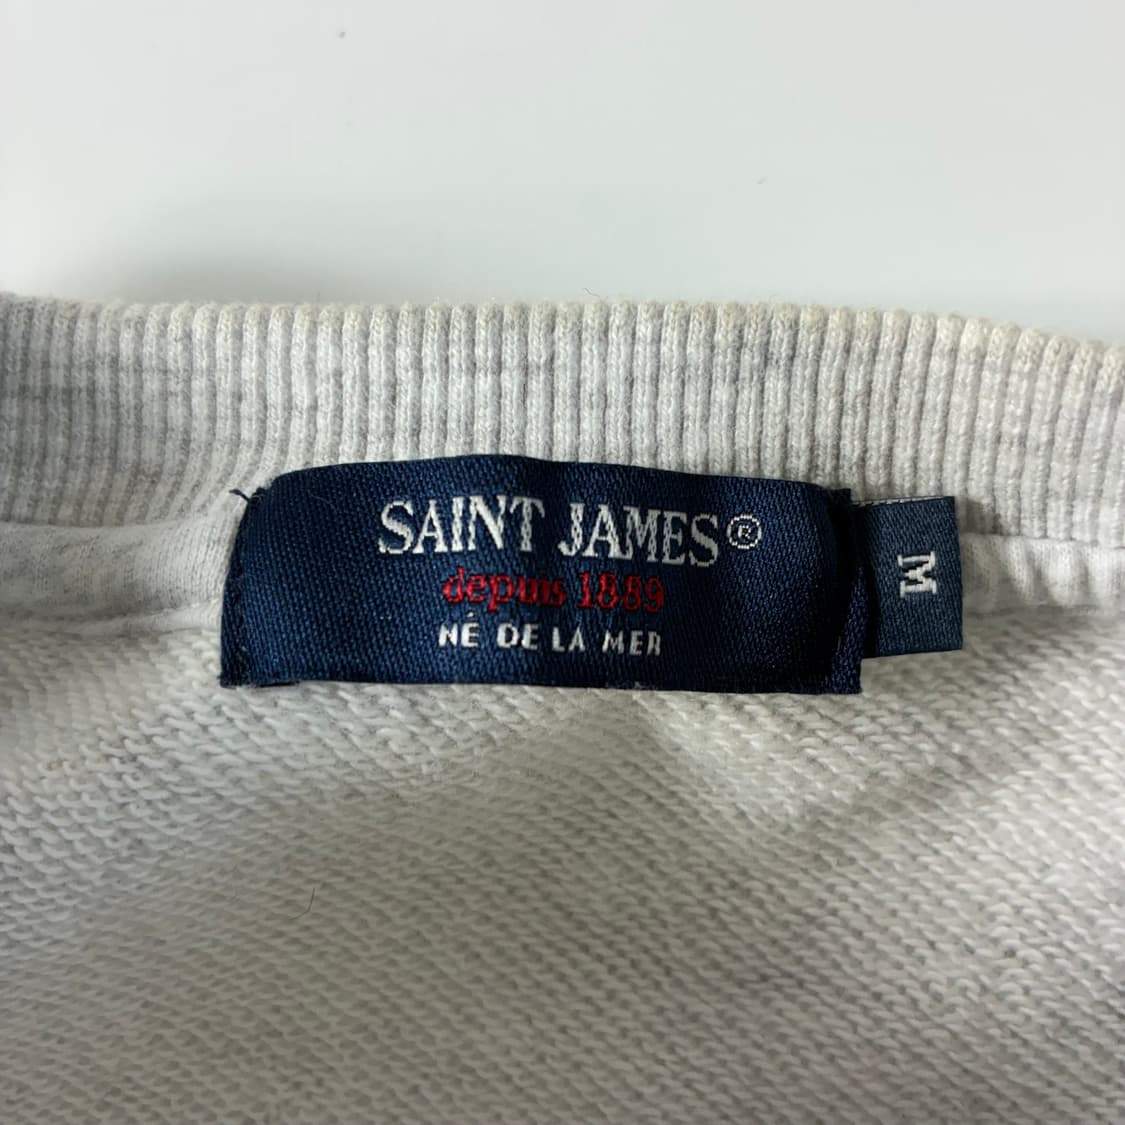 SAINT JAMES®
depuis 1889
NÉ DE LA MER
M